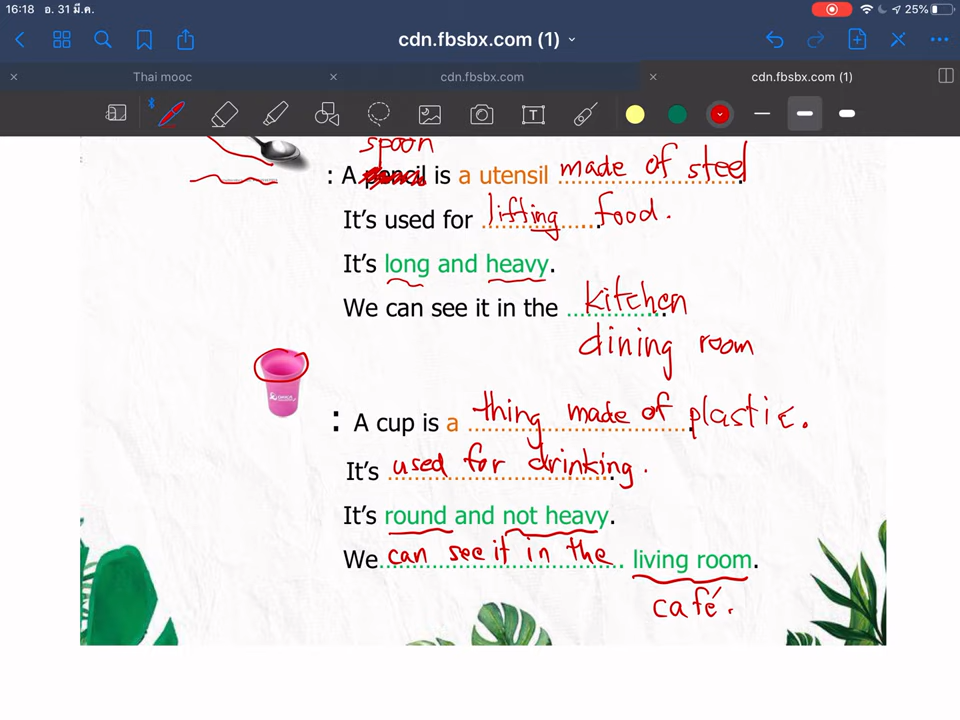 16:18 อ. 31 มี.ค. 25%
cdn.fbsbx.com (1)
Thai mooc
cdn.fbsbx.com
cdn.fbsbx.com (1)
T
spoon
: A pencil is a utensil made of steel
It's used for lifting food.
It's long and heavy.
We can see it in the kitchen
dining room
: A cup is a thing made of plastic.
It's used for drinking.
It's round and not heavy.
We can see it in the living room.
café.